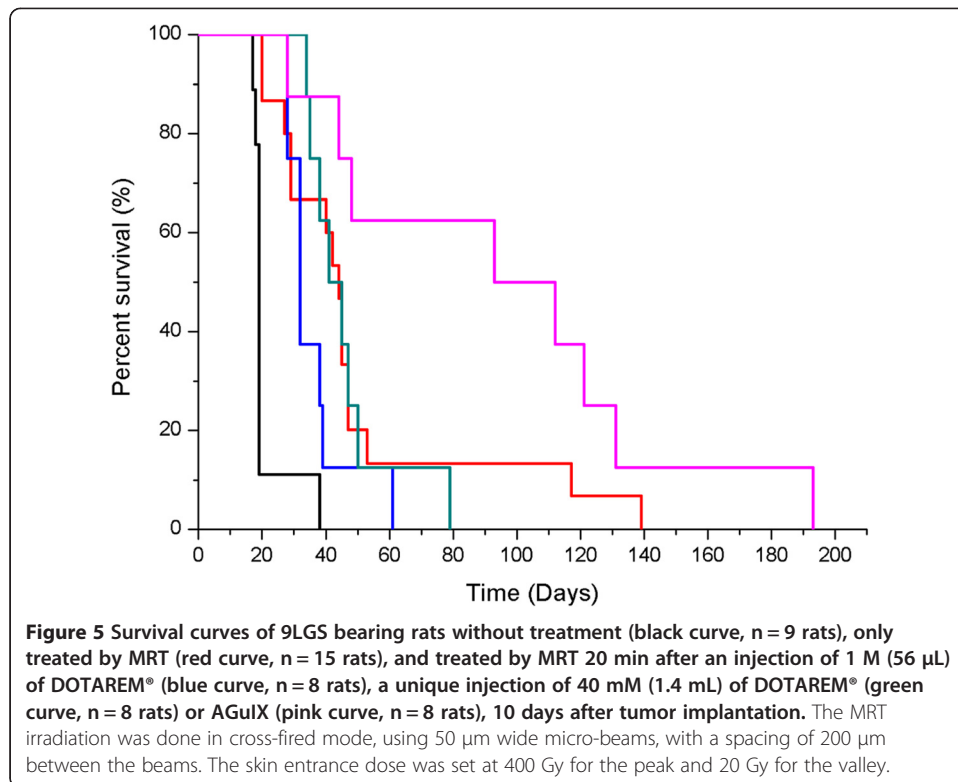 100
80
60
40
20
0
Percent survival (%)
0 20 40 60 80 100 120 140 160 180 200
Time (Days)
Figure 5 Survival curves of 9LGS bearing rats without treatment (black curve, n = 9 rats), only
treated by MRT (red curve, n = 15 rats), and treated by MRT 20 min after an injection of 1 M (56 μL)
of DOTAREM® (blue curve, n = 8 rats), a unique injection of 40 mM (1.4 mL) of DOTAREM® (green
curve, n = 8 rats) or AGuIX (pink curve, n = 8 rats), 10 days after tumor implantation. The MRT
irradiation was done in cross-fired mode, using 50 μm wide micro-beams, with a spacing of 200 μm
between the beams. The skin entrance dose was set at 400 Gy for the peak and 20 Gy for the valley.